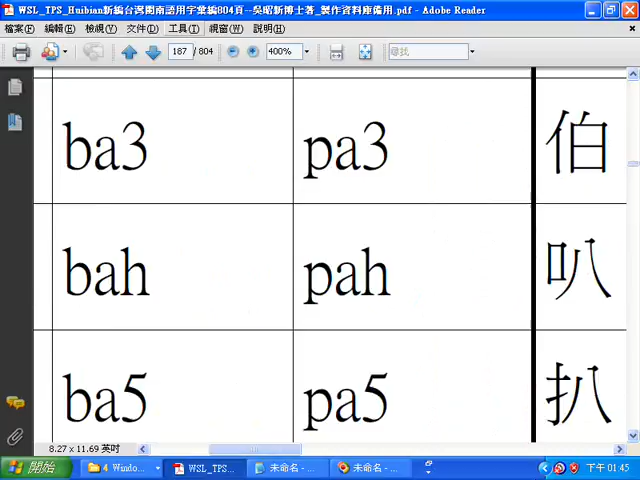 WSL_TPS_Huibian新編台灣閩南語用字彙編804頁--吳昭新博士著_製作資料庫備用.pdf - Adobe Reader
檔案(F) 編輯(E) 檢視(V) 文件(D) 工具(T) 視窗(W) 說明(H)
187 / 804 400% 尋找
ba3 pa3 伯
bah pah 叭
ba5 pa5 扒
8.27 x 11.69 英吋
開始 4 Windo... WSL_TPS... 未命名 - ... 未命名 - ... 上午 01:45